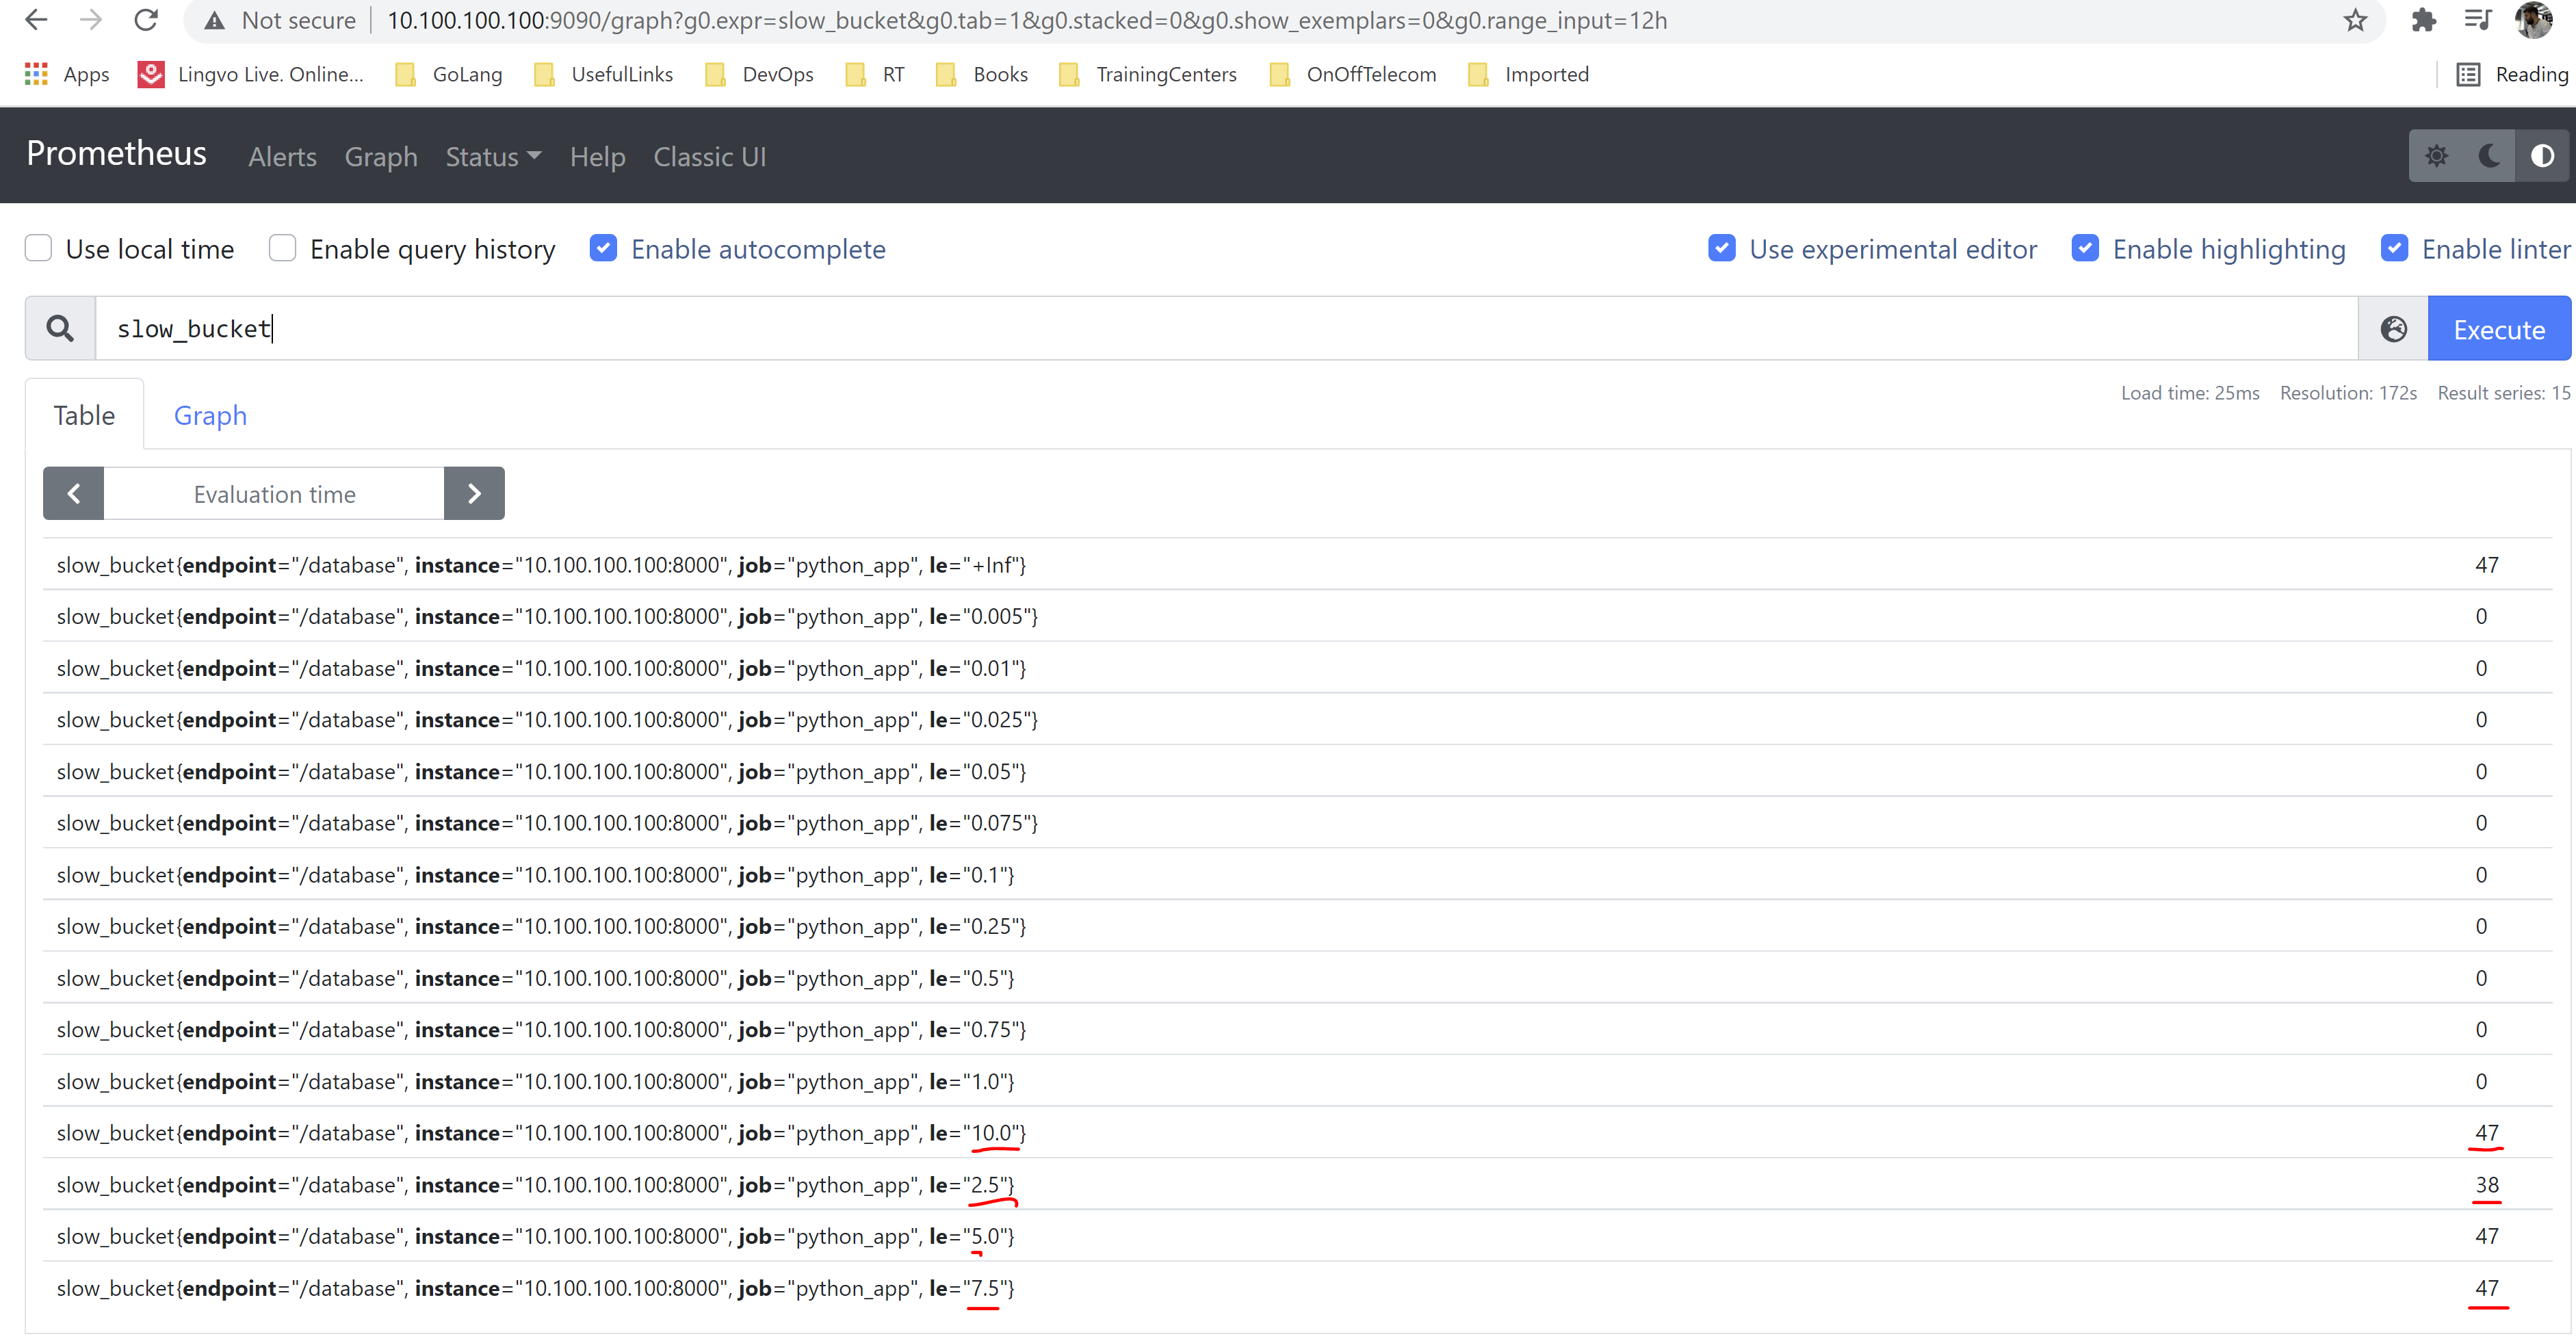 Not secure 10.100.100.100:9090/graph?g0.expr=slow_bucket&g0.tab=1&g0.stacked=0&g0.show_exemplars=0&g0.range_input=12h
Apps Lingvo Live. Online... GoLang UsefulLinks DevOps RT Books TrainingCenters OnOffTelecom Imported Reading
Prometheus Alerts Graph Status Help Classic UI
Use local time Enable query history Enable autocomplete Use experimental editor Enable highlighting Enable linter
slow_bucket Execute
Load time: 25ms Resolution: 172s Result series: 15
Table Graph
Evaluation time
slow_bucket{endpoint="/database", instance="10.100.100.100:8000", job="python_app", le="+Inf"} 47
slow_bucket{endpoint="/database", instance="10.100.100.100:8000", job="python_app", le="0.005"} 0
slow_bucket{endpoint="/database", instance="10.100.100.100:8000", job="python_app", le="0.01"} 0
slow_bucket{endpoint="/database", instance="10.100.100.100:8000", job="python_app", le="0.025"} 0
slow_bucket{endpoint="/database", instance="10.100.100.100:8000", job="python_app", le="0.05"} 0
slow_bucket{endpoint="/database", instance="10.100.100.100:8000", job="python_app", le="0.075"} 0
slow_bucket{endpoint="/database", instance="10.100.100.100:8000", job="python_app", le="0.1"} 0
slow_bucket{endpoint="/database", instance="10.100.100.100:8000", job="python_app", le="0.25"} 0
slow_bucket{endpoint="/database", instance="10.100.100.100:8000", job="python_app", le="0.5"} 0
slow_bucket{endpoint="/database", instance="10.100.100.100:8000", job="python_app", le="0.75"} 0
slow_bucket{endpoint="/database", instance="10.100.100.100:8000", job="python_app", le="1.0"} 0
slow_bucket{endpoint="/database", instance="10.100.100.100:8000", job="python_app", le="10.0"} 47
slow_bucket{endpoint="/database", instance="10.100.100.100:8000", job="python_app", le="2.5"} 38
slow_bucket{endpoint="/database", instance="10.100.100.100:8000", job="python_app", le="5.0"} 47
slow_bucket{endpoint="/database", instance="10.100.100.100:8000", job="python_app", le="7.5"} 47